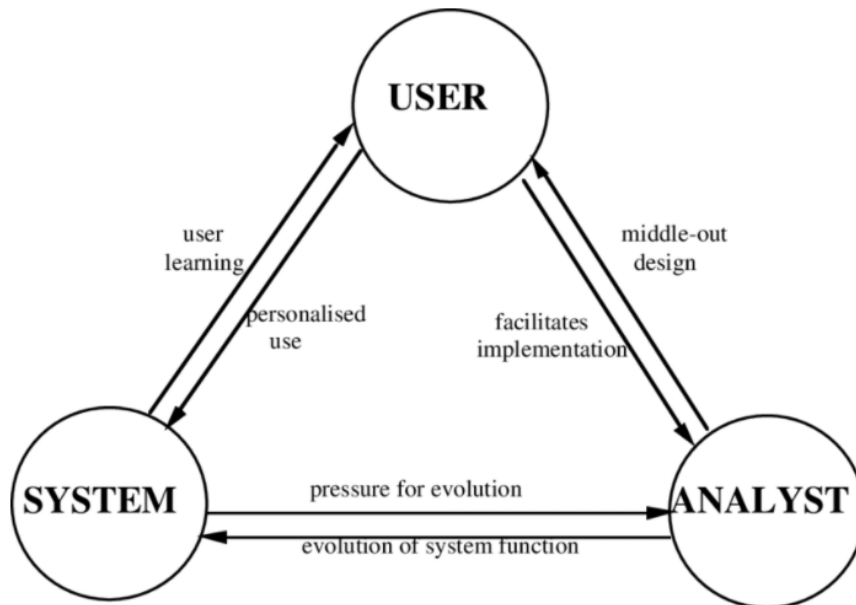 USER
user
learning
middle-out
design
personalised
use
facilitates
implementation
SYSTEM
pressure for evolution
ANALYST
evolution of system function